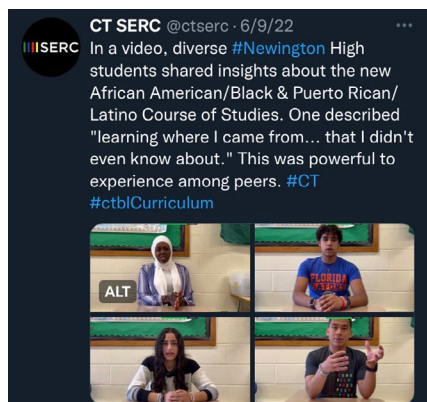 CT SERC @ctserc · 6/9/22
SERC
In a video, diverse #Newington High
students shared insights about the new
African American/Black & Puerto Rican/
Latino Course of Studies. One described
"learning where I came from... that I didn't
even know about." This was powerful to
experience among peers. #CT
#ctblCurriculum
ALT
FLORIDA
GATORS